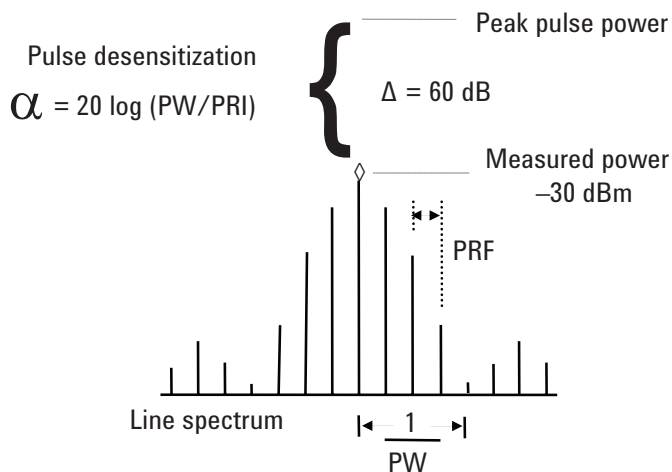 Peak pulse power
Pulse desensitization
α = 20 log (PW/PRI)
Δ = 60 dB
Measured power
–30 dBm
PRF
Line spectrum
1
PW